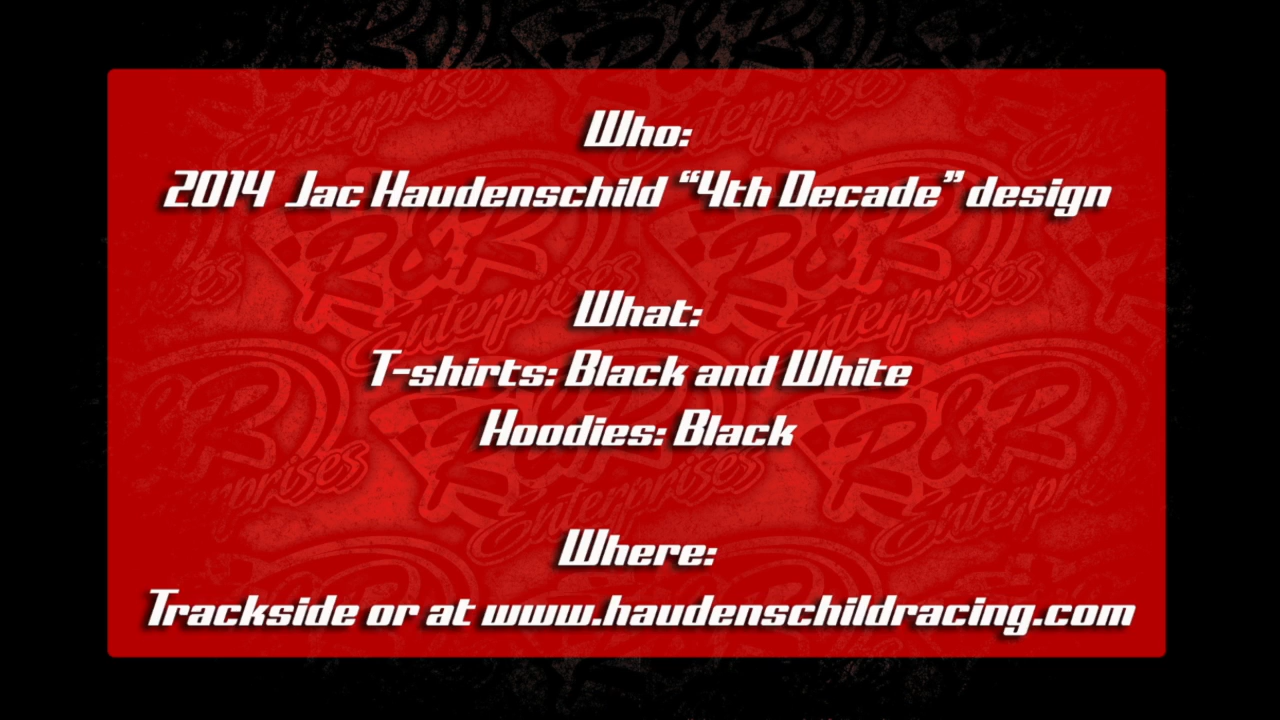 Who:
2014 Jac Haudenschild “4th Decade” design
What:
T-shirts: Black and White
Hoodies: Black
Where:
Trackside or at www.haudenschildracing.com
R&R
Enterprises